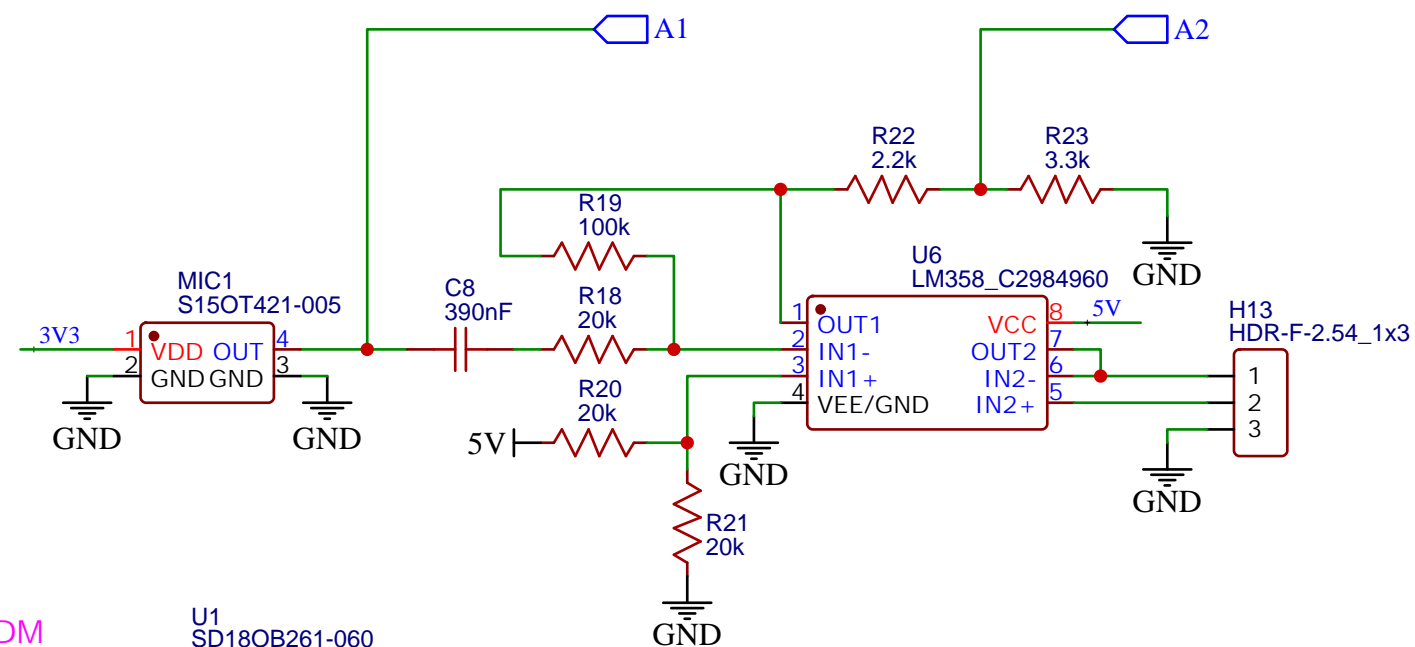 A1
A2
R22
2.2k
R23
3.3k
R19
100k
U6
LM358_C2984960
GND
MIC1
S15OT421-005
C8
390nF
R18
20k
H13
HDR-F-2.54_1x3
3V3
1 VDD OUT 4
2 GND GND 3
GND
GND
1 OUT1 VCC 8 5V
2 IN1- OUT2 7
3 IN1+ IN2- 6
4 VEE/GND IN2+ 5
1
2
3
R20
20k
5V
GND
GND
R21
20k
GND
DM
U1
SD18OB261-060